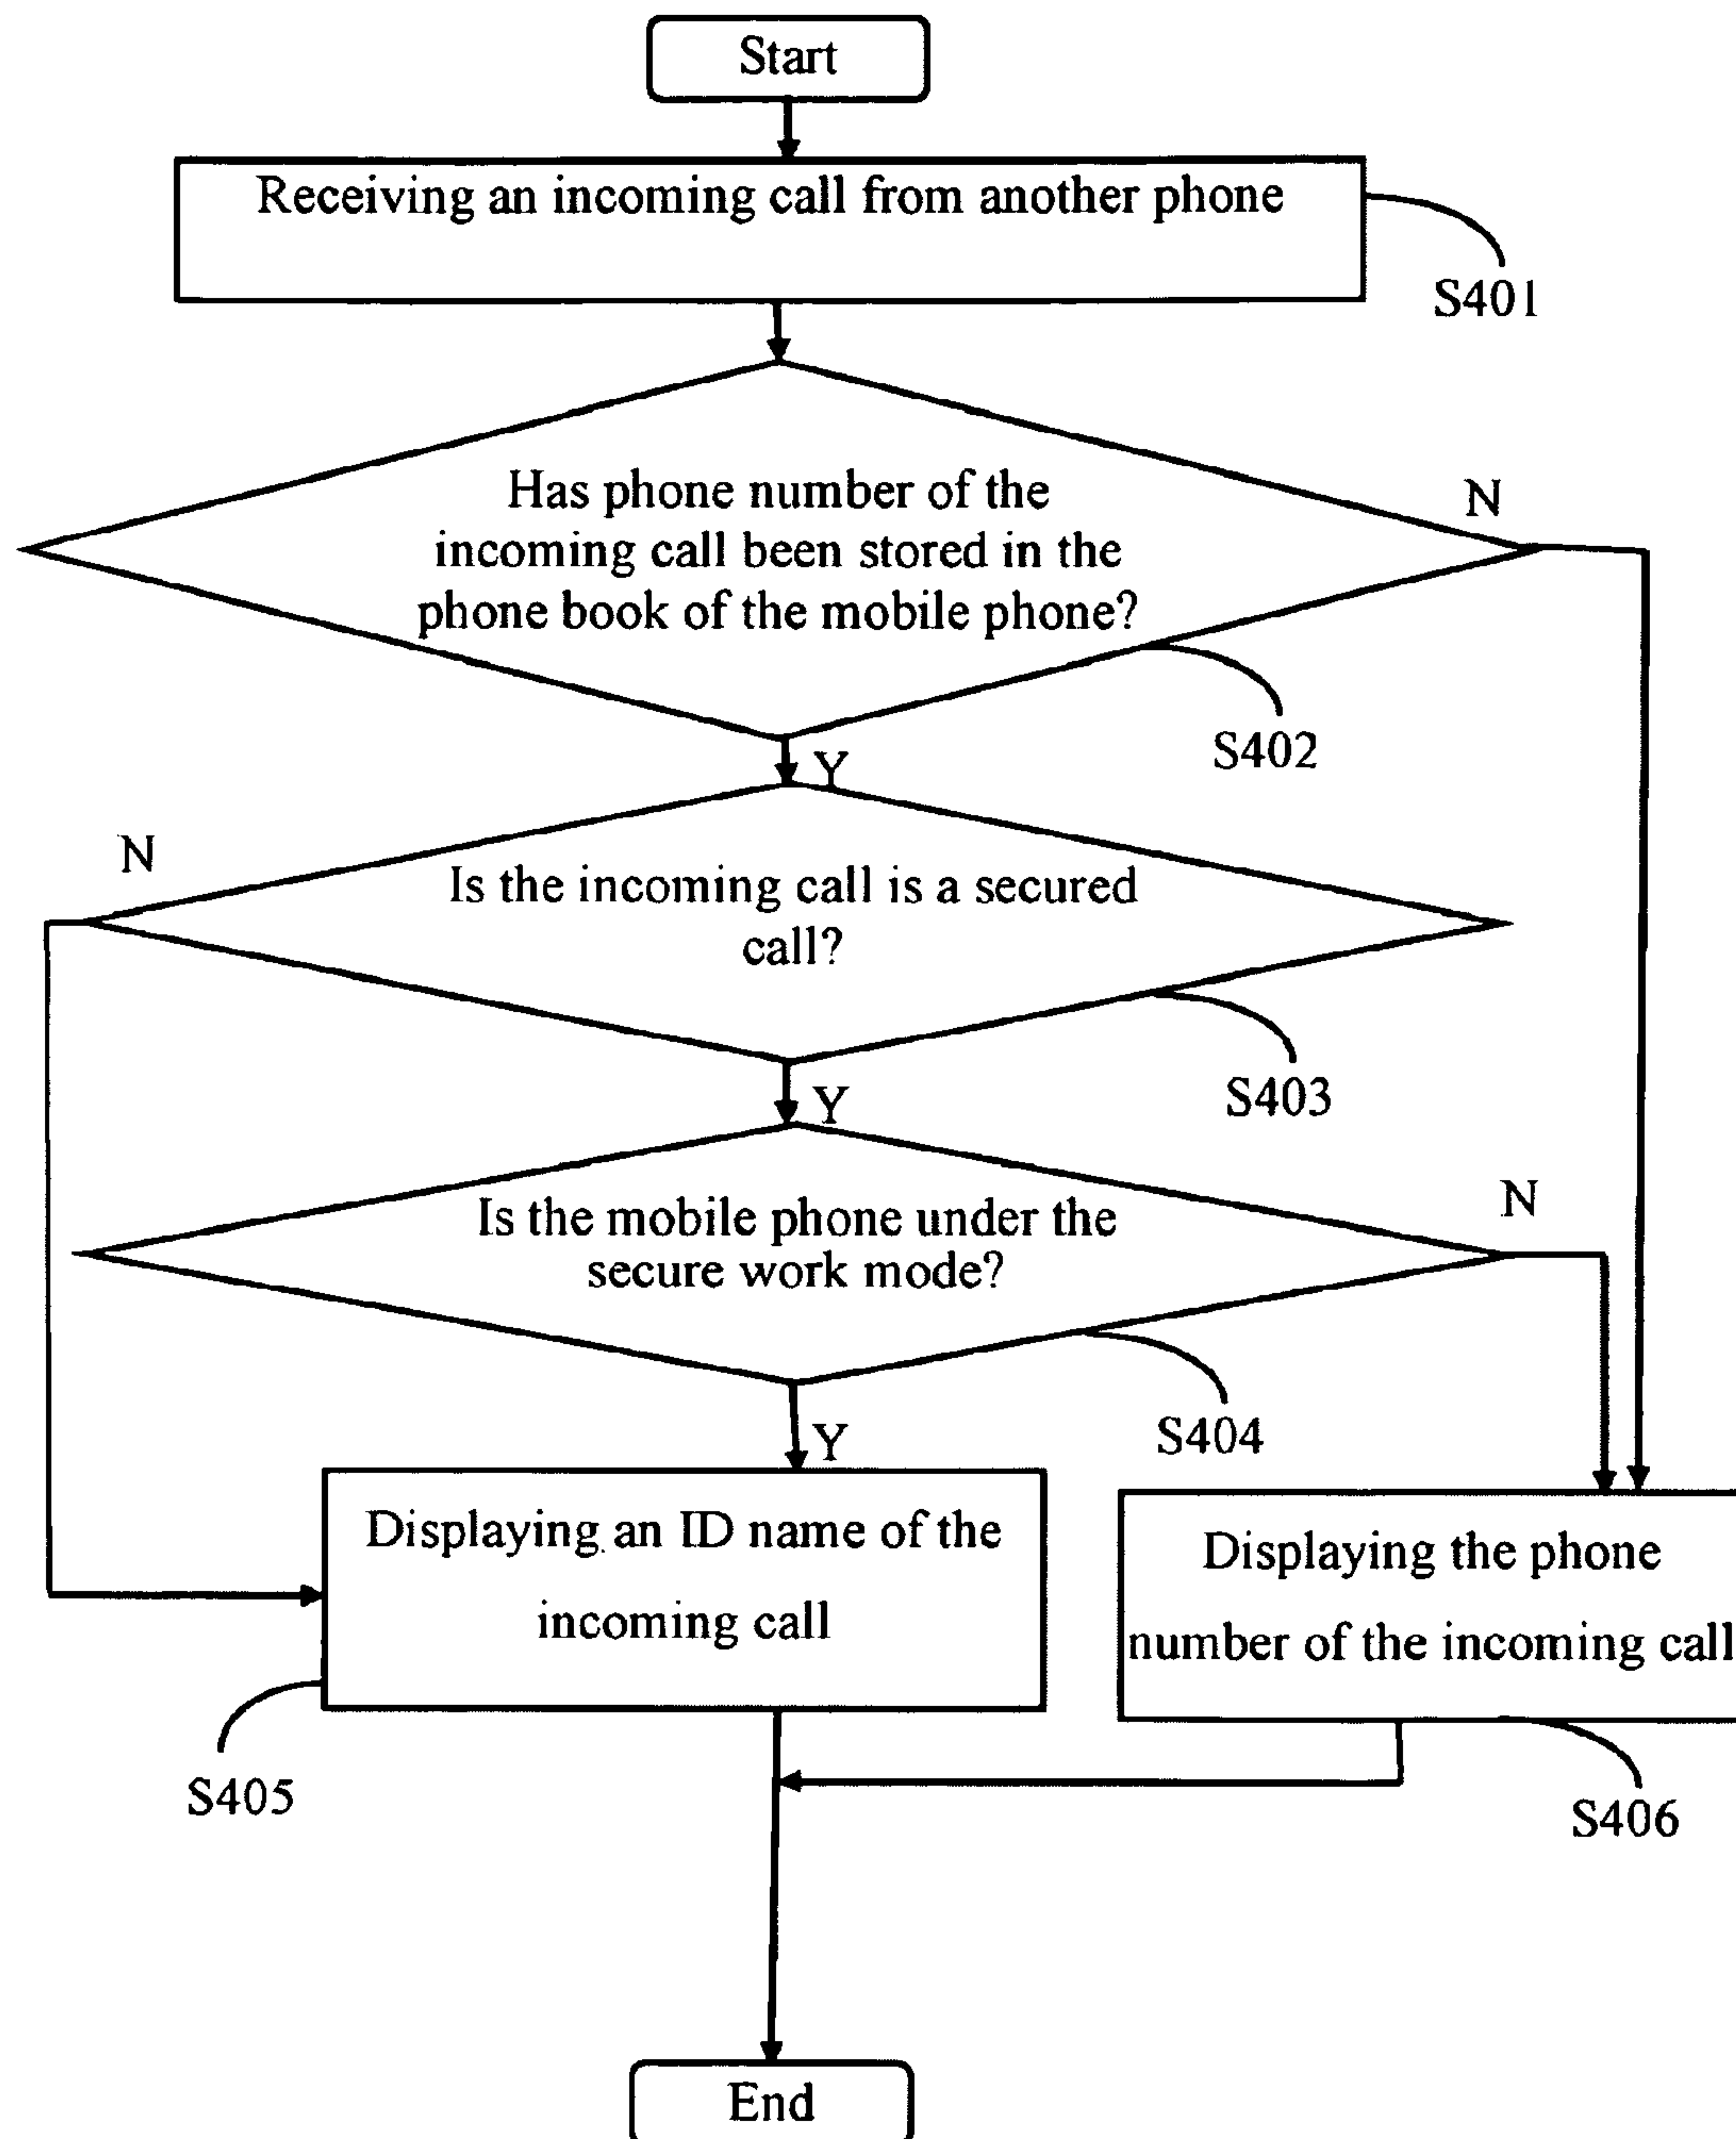 Start
Receiving an incoming call from another phone
S401
Has phone number of the
incoming call been stored in the
phone book of the mobile phone?
N
S402
Y
N
Is the incoming call is a secured
call?
S403
Y
Is the mobile phone under the
secure work mode?
N
S404
Y
Displaying an ID name of the
incoming call
S405
Displaying the phone
number of the incoming call
S406
End